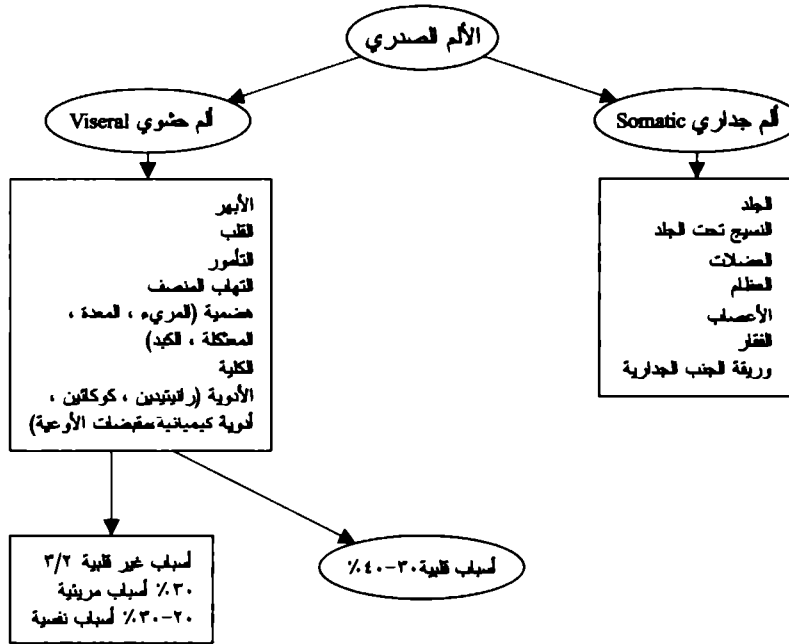 الألم الصدري
ألم جداري Somatic
ألم حشوي Viseral
الجلد
النسيج تحت الجلد
العضلات
العظام
الأعصاب
الفقار
وريقة الجنب الجدارية
الأبهر
القلب
التأمور
التهاب المنصف
هضمية (المريء ، المعدة ،
المعثكلة ، الكبد)
الكلية
الأدوية (رانيتيدين ، كوكائين ،
أدوية كيميائية،مقبضات الأوعية)
أسباب قلبية ٣٠-٤٠٪
أسباب غير قلبية ٣/٢
٣٠٪ أسباب مريئية
٢٠-٣٠٪ أسباب نفسية